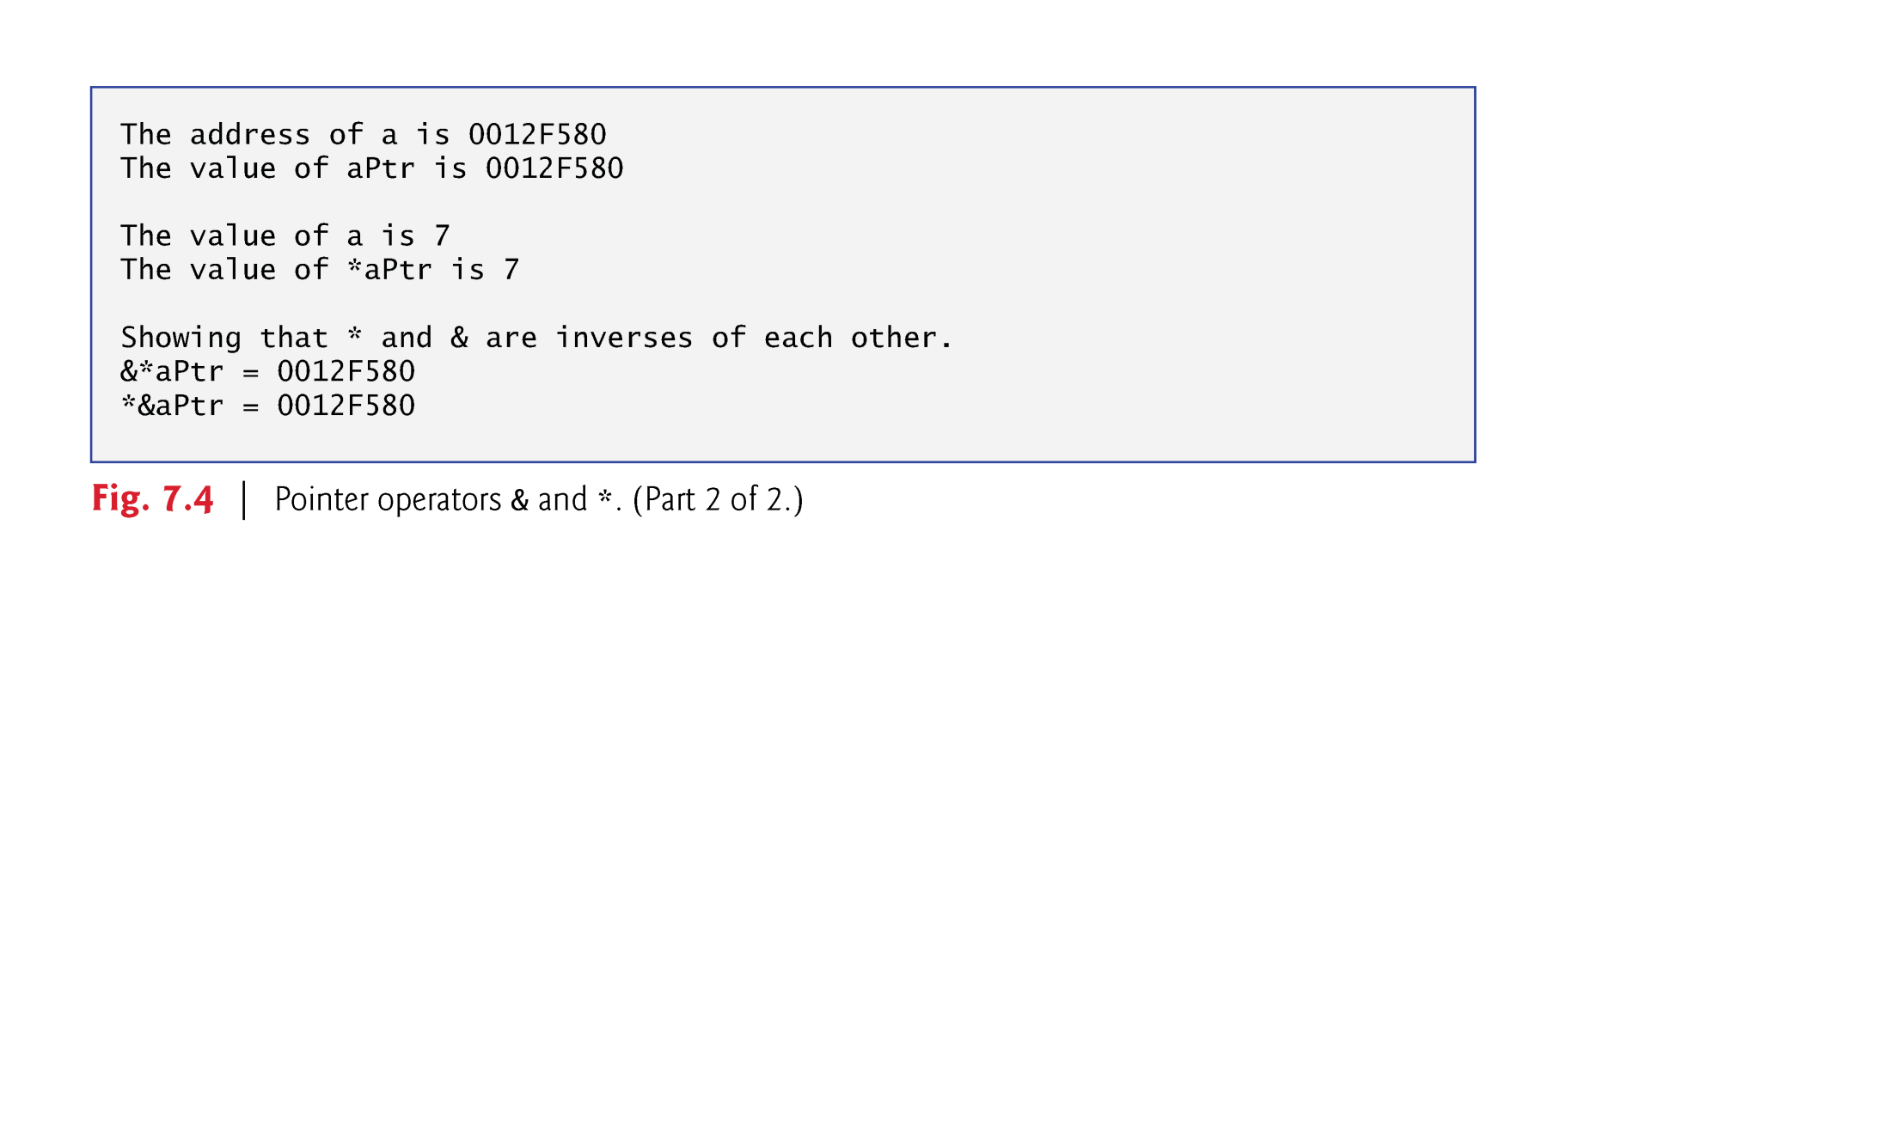 The address of a is 0012F580
The value of aPtr is 0012F580
The value of a is 7
The value of *aPtr is 7
Showing that * and & are inverses of each other.
&*aPtr = 0012F580
*&aPtr = 0012F580
Fig. 7.4 | Pointer operators & and *. (Part 2 of 2.)